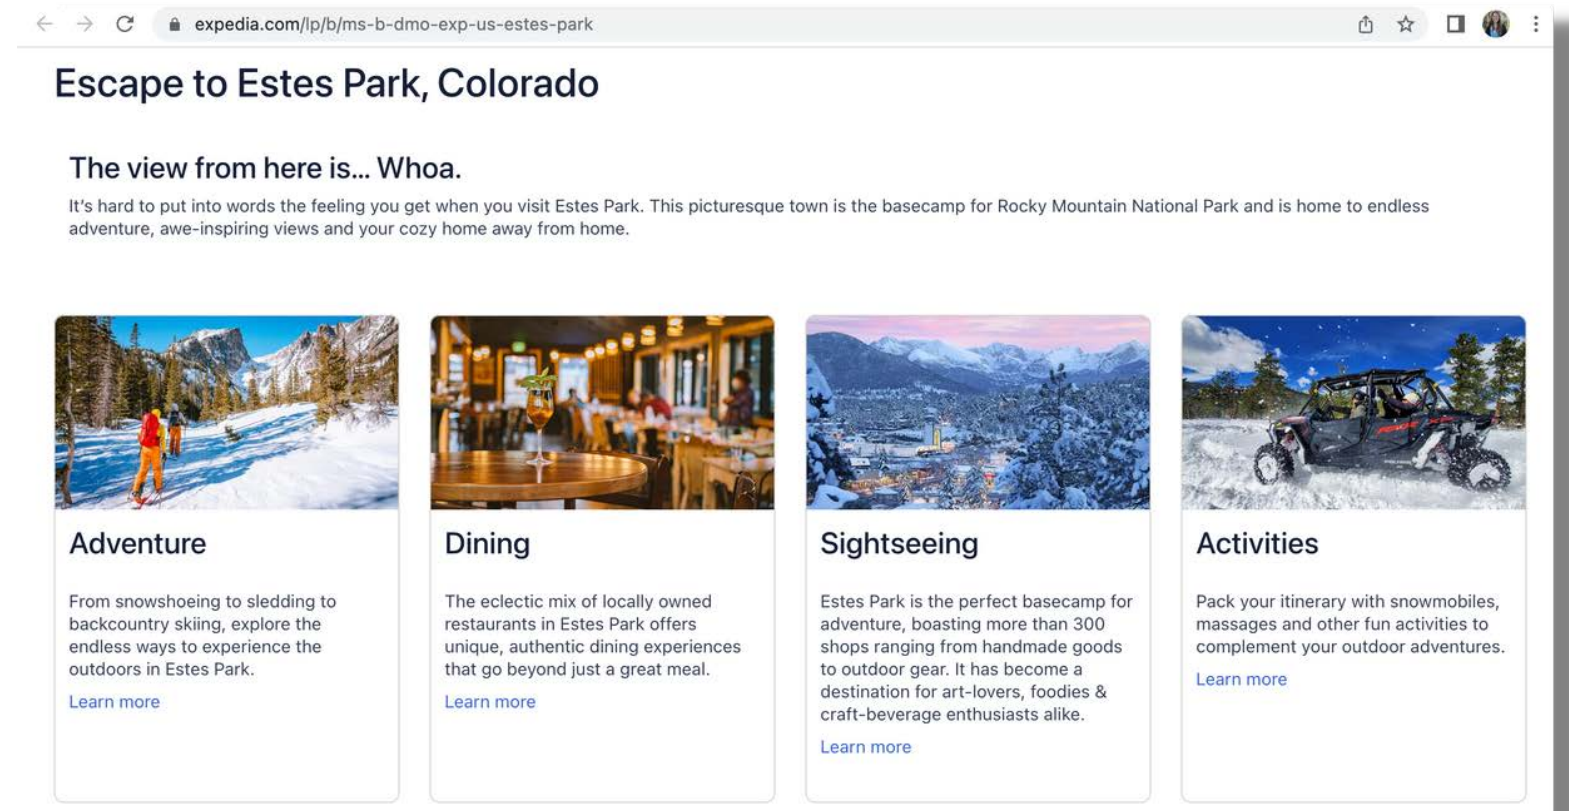 expedia.com/lp/b/ms-b-dmo-exp-us-estes-park
Escape to Estes Park, Colorado
The view from here is... Whoa.
It's hard to put into words the feeling you get when you visit Estes Park. This picturesque town is the basecamp for Rocky Mountain National Park and is home to endless
adventure, awe-inspiring views and your cozy home away from home.
Adventure
From snowshoeing to sledding to
backcountry skiing, explore the
endless ways to experience the
outdoors in Estes Park.
Learn more
Dining
The eclectic mix of locally owned
restaurants in Estes Park offers
unique, authentic dining experiences
that go beyond just a great meal.
Learn more
Sightseeing
Estes Park is the perfect basecamp for
adventure, boasting more than 300
shops ranging from handmade goods
to outdoor gear. It has become a
destination for art-lovers, foodies &
craft-beverage enthusiasts alike.
Learn more
Activities
Pack your itinerary with snowmobiles,
massages and other fun activities to
complement your outdoor adventures.
Learn more